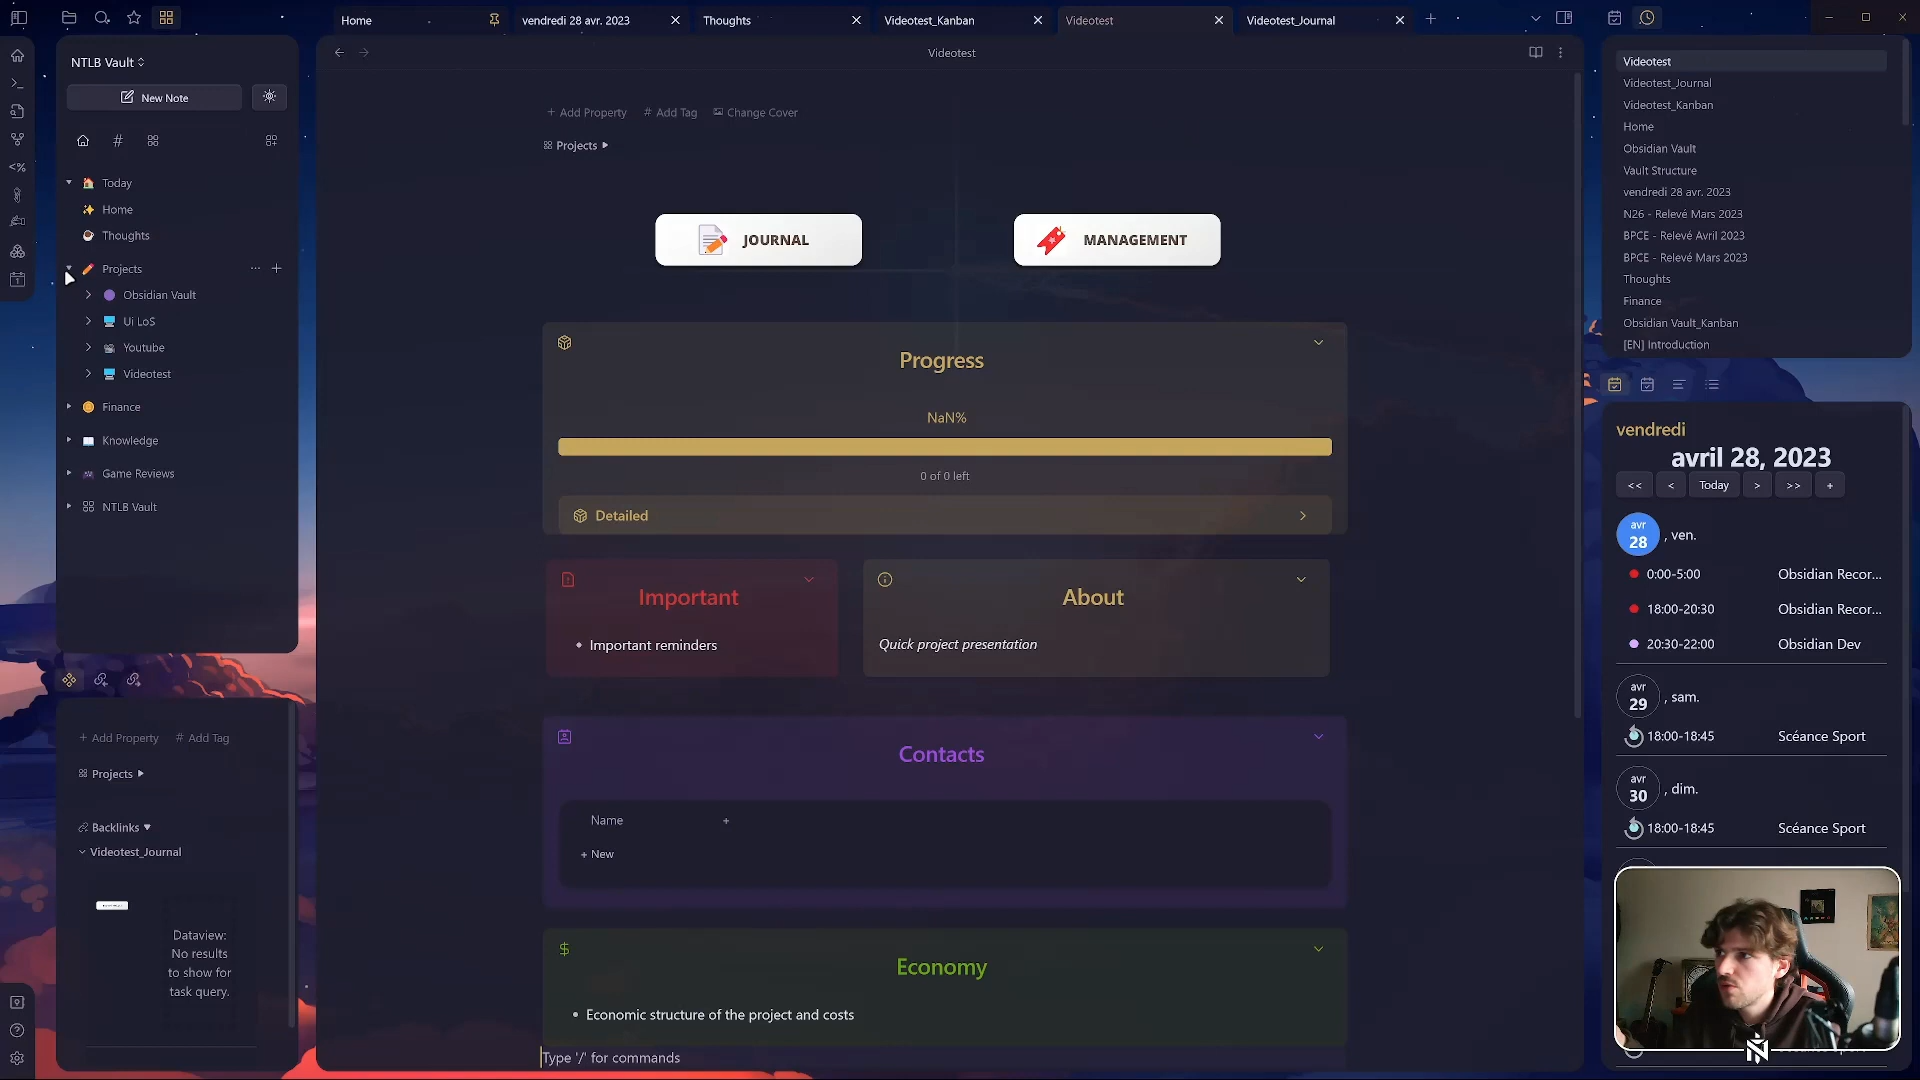 Home
vendredi 28 avr. 2023
Thoughts
Videotest_Kanban
Videotest
Videotest_Journal
NTLB Vault
New Note
Today
Home
Thoughts
Projects
Obsidian Vault
Ui LoS
Youtube
Videotest
Finance
Knowledge
Game Reviews
NTLB Vault
+ Add Property
# Add Tag
Projects
Backlinks
Videotest_Journal
Dataview:
No results
to show for
task query.
Videotest
+ Add Property
# Add Tag
Change Cover
Projects
JOURNAL
MANAGEMENT
Progress
NaN%
0 of 0 left
Detailed
Important
• Important reminders
About
Quick project presentation
Contacts
Name +
+ New
Economy
• Economic structure of the project and costs
Type '/' for commands
Videotest
Videotest_Journal
Videotest_Kanban
Home
Obsidian Vault
Vault Structure
vendredi 28 avr. 2023
N26 - Relevé Mars 2023
BPCE - Relevé Avril 2023
BPCE - Relevé Mars 2023
Thoughts
Finance
Obsidian Vault_Kanban
[EN] Introduction
vendredi
avril 28, 2023
<< < Today > >> +
avr
28 , ven.
0:00-5:00 Obsidian Recor...
18:00-20:30 Obsidian Recor...
20:30-22:00 Obsidian Dev
avr
29 , sam.
18:00-18:45 Scéance Sport
avr
30 , dim.
18:00-18:45 Scéance Sport